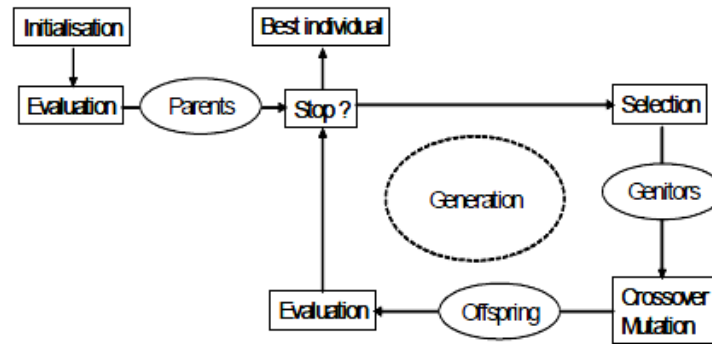 Initialisation
Best individual
Evaluation
Parents
Stop ?
Selection
Generation
Genitors
Evaluation
Offspring
Crossover
Mutation